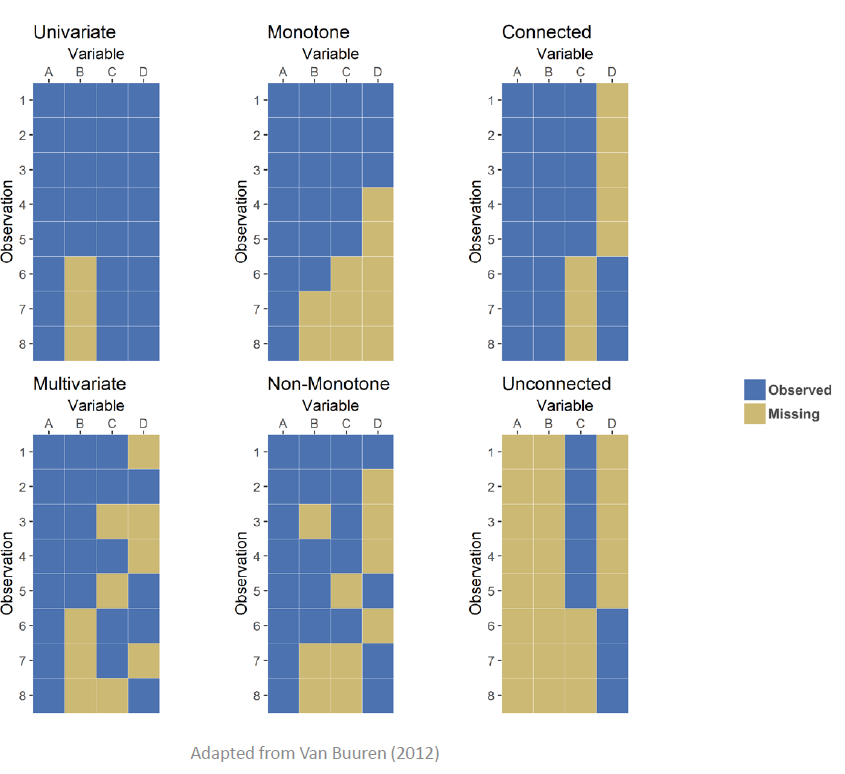 Univariate
Variable
A B C D
Observation
1
2
3
4
5
6
7
8
Monotone
Variable
A B C D
Observation
1
2
3
4
5
6
7
8
Connected
Variable
A B C D
Observation
1
2
3
4
5
6
7
8
Multivariate
Variable
A B C D
Observation
1
2
3
4
5
6
7
8
Non-Monotone
Variable
A B C D
Observation
1
2
3
4
5
6
7
8
Unconnected
Variable
A B C D
Observation
1
2
3
4
5
6
7
8
Observed
Missing
Adapted from Van Buuren (2012)